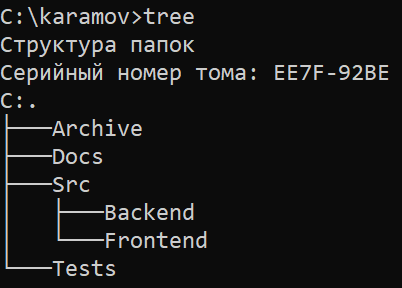 C:\karamov>tree
Структура папок
Серийный номер тома: EE7F-92BE
C:.
├───Archive
├───Docs
├───Src
│   ├───Backend
│   └───Frontend
└───Tests